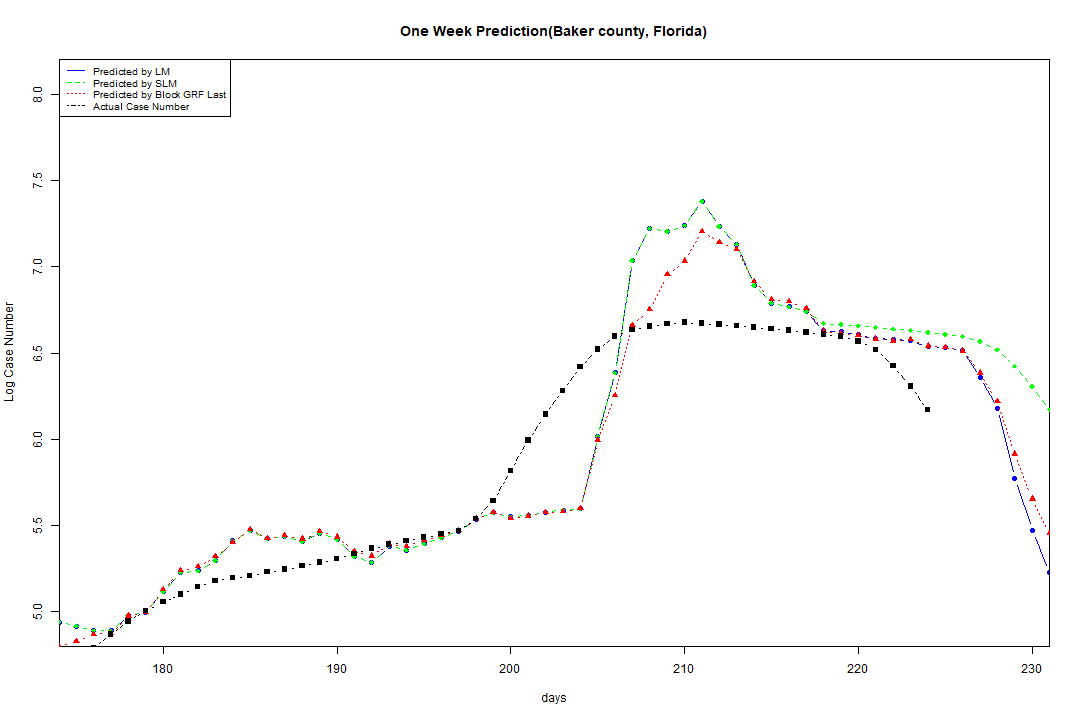 One Week Prediction(Baker county, Florida)
Predicted by LM
Predicted by SLM
Predicted by Block GRF Last
Actual Case Number
8.0
7.5
7.0
6.5
6.0
5.5
5.0
Log Case Number
180 190 200 210 220 230
days